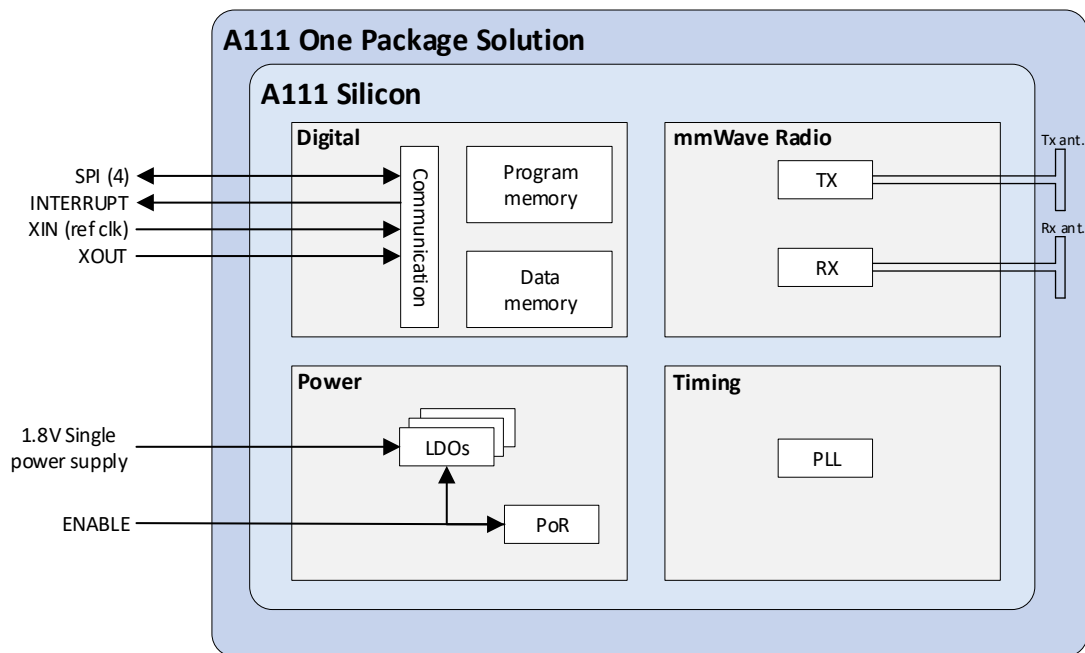 A111 One Package Solution
A111 Silicon
Digital
SPI (4)
INTERRUPT
XIN (ref clk)
XOUT
Communication
Program
memory
Data
memory
mmWave Radio
TX
RX
Tx ant.
Rx ant.
Power
1.8V Single
power supply
ENABLE
LDOs
PoR
Timing
PLL